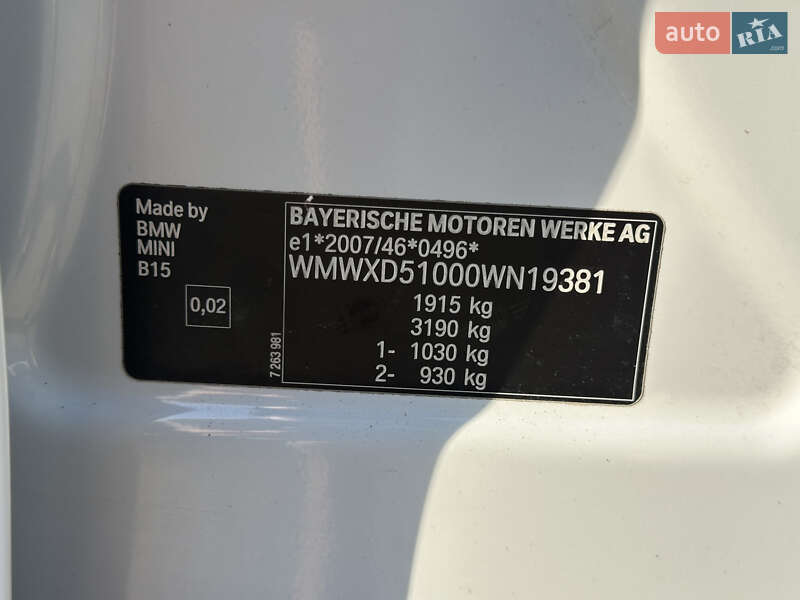 auto RIA
Made by
BMW
MINI
B15
0,02
7 263 981
BAYERISCHE MOTOREN WERKE AG
e1*2007/46*0496*
WMWXD51000WN19381
1915 kg
3190 kg
1- 1030 kg
2- 930 kg